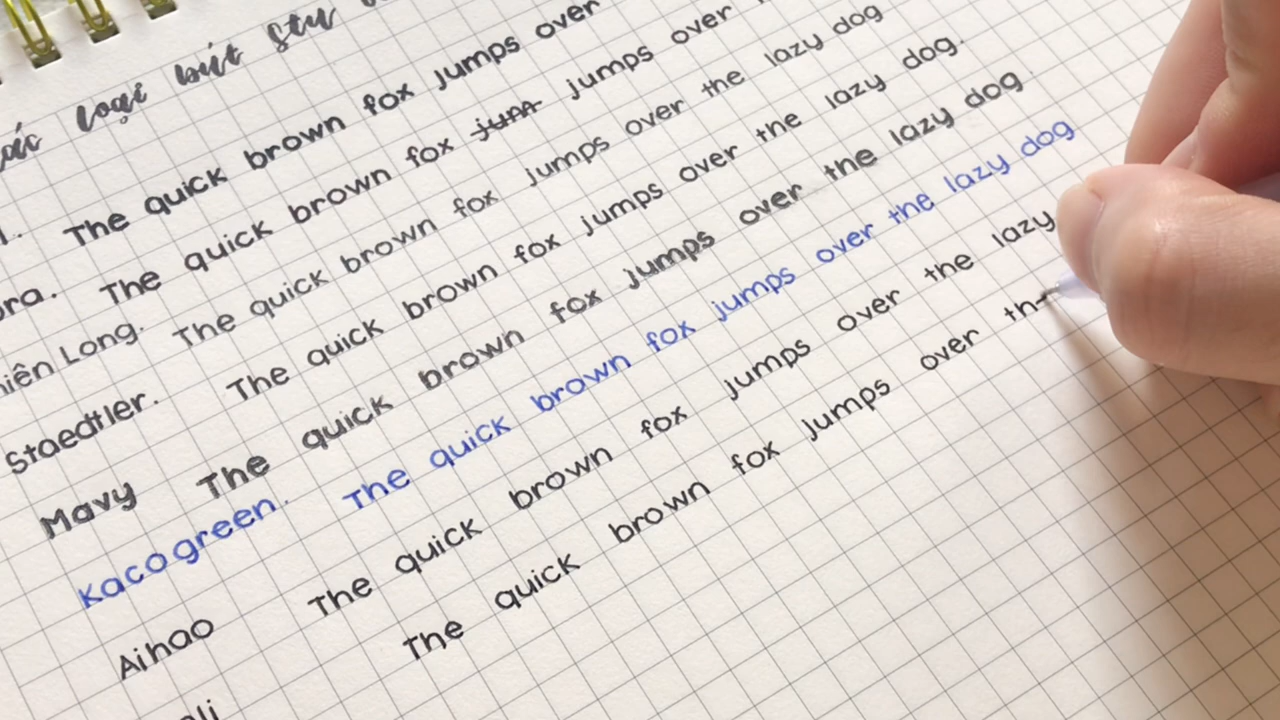 loại bút
The quick brown fox jumps over
The quick brown fox jum jumps over
Long. The quick brown fox jumps over the lazy dog
Staedtler. The quick brown fox jumps over the lazy dog.
Mavy The quick brown fox jumps over the lazy dog
Kacogreen. The quick brown fox jumps over the lazy dog
Aihao The quick brown fox jumps over the lazy
The quick brown fox jumps over th